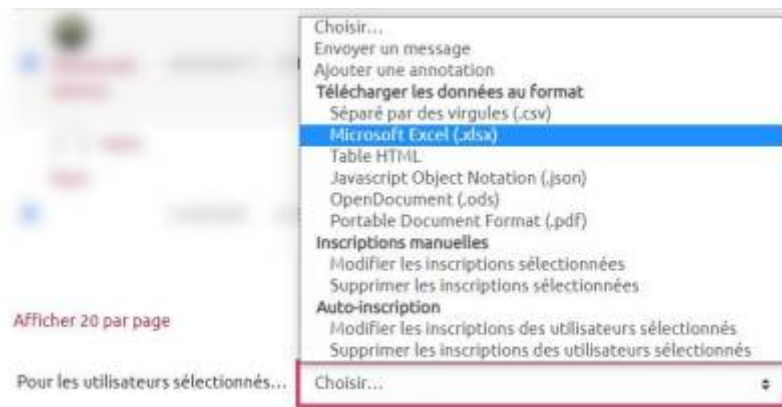 Choisir...
Envoyer un message
Ajouter une annotation
Télécharger les données au format
Séparé par des virgules (.csv)
Microsoft Excel (.xlsx)
Table HTML
Javascript Object Notation (.json)
OpenDocument (.ods)
Portable Document Format (.pdf)
Inscriptions manuelles
Modifier les inscriptions sélectionnées
Supprimer les inscriptions sélectionnées
Auto-inscription
Modifier les inscriptions des utilisateurs sélectionnés
Supprimer les inscriptions des utilisateurs sélectionnés
Afficher 20 par page
Pour les utilisateurs sélectionnés... Choisir...